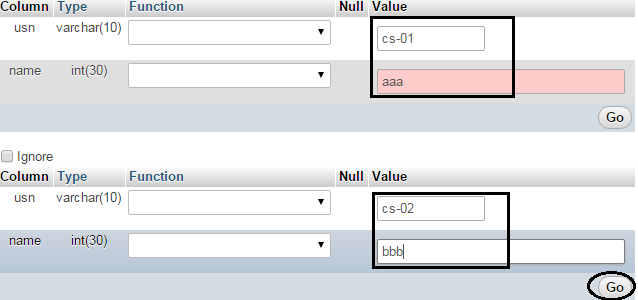 Column Type Function Null Value
usn varchar(10) cs-01
name int(30) aaa
Go
Ignore
Column Type Function Null Value
usn varchar(10) cs-02
name int(30) bbb
Go